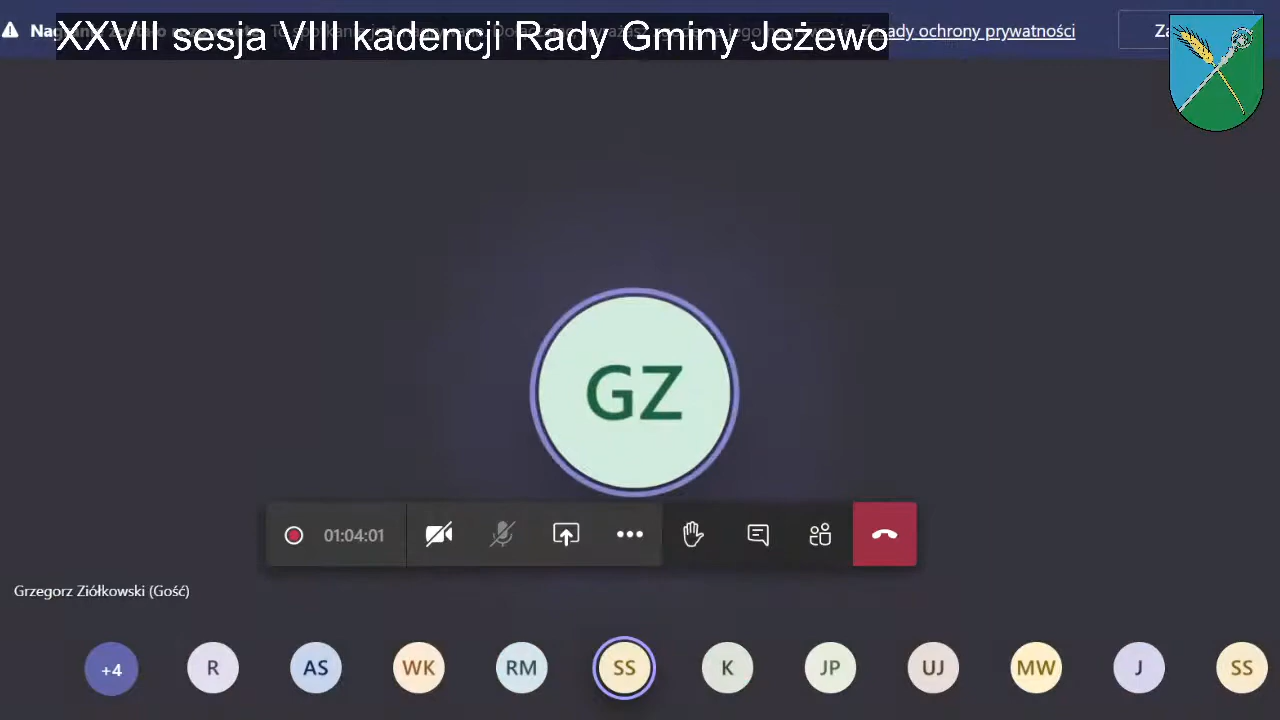 XXVII sesja VIII kadencji Rady Gminy Jeżewo
ady ochrony prywatności
Za
GZ
01:04:01
Grzegorz Ziółkowski (Gość)
+4 R AS WK RM SS K JP UJ MW J SS